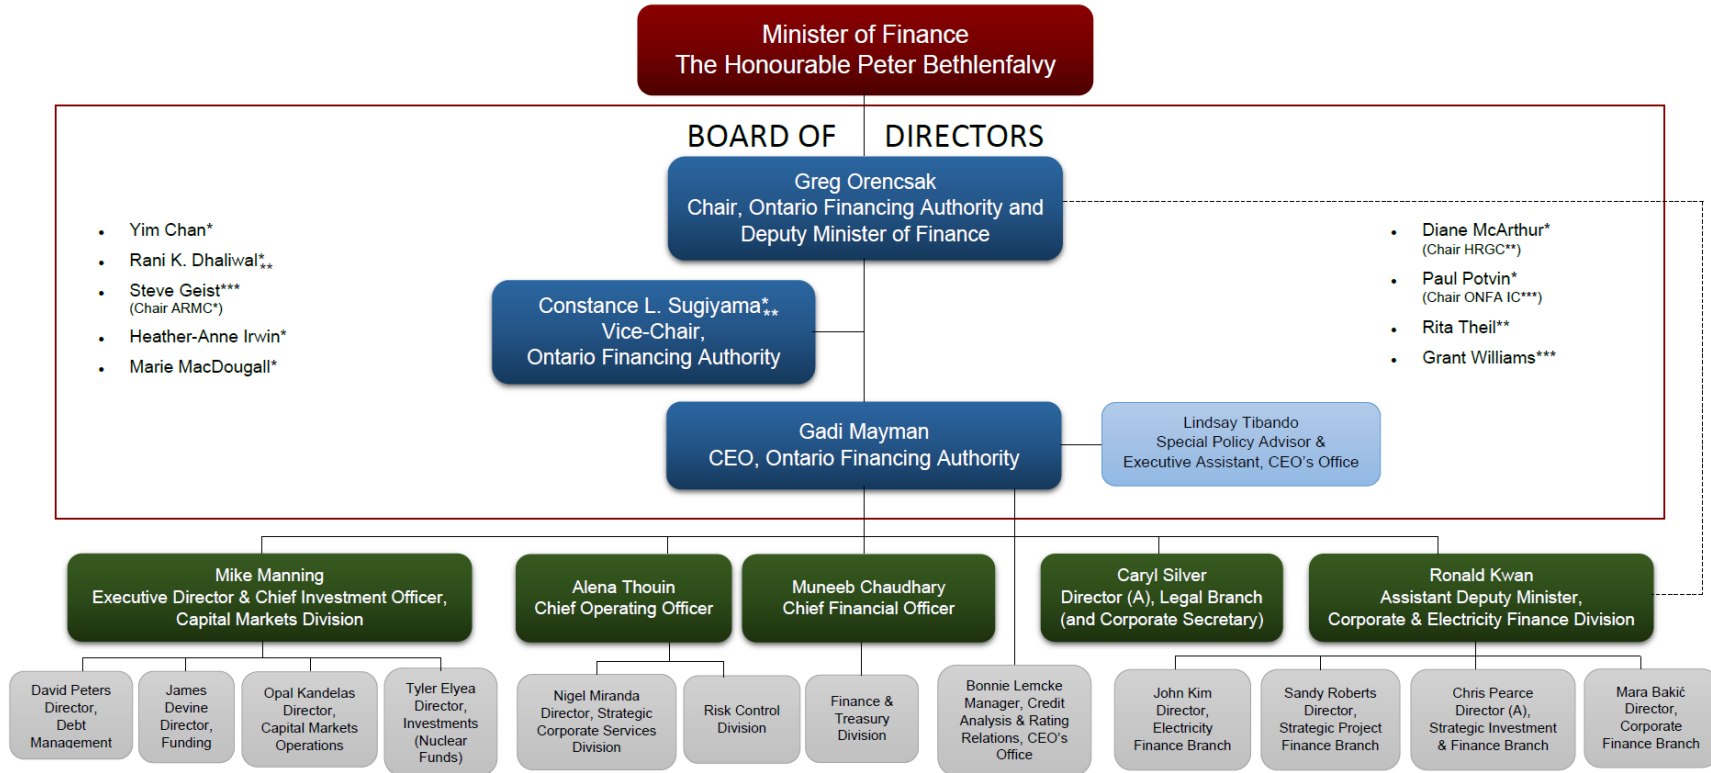 Minister of Finance
The Honourable Peter Bethlenfalvy
BOARD OF DIRECTORS
Greg Orencsak
Chair, Ontario Financing Authority and
Deputy Minister of Finance
• Yim Chan*
• Rani K. Dhaliwal***
• Steve Geist***
(Chair ARMC*)
• Heather-Anne Irwin*
• Marie MacDougall*
Constance L. Sugiyama***
Vice-Chair,
Ontario Financing Authority
• Diane McArthur*
(Chair HRGC**)
• Paul Potvin*
(Chair ONFA IC***)
• Rita Theil**
• Grant Williams***
Gadi Mayman
CEO, Ontario Financing Authority
Lindsay Tibando
Special Policy Advisor &
Executive Assistant, CEO's Office
Mike Manning
Executive Director & Chief Investment Officer,
Capital Markets Division
Alena Thouin
Chief Operating Officer
Muneeb Chaudhary
Chief Financial Officer
Caryl Silver
Director (A), Legal Branch
(and Corporate Secretary)
Ronald Kwan
Assistant Deputy Minister,
Corporate & Electricity Finance Division
David Peters
Director,
Debt
Management
James
Devine
Director,
Funding
Opal Kandelas
Director,
Capital Markets
Operations
Tyler Elyea
Director,
Investments
(Nuclear
Funds)
Nigel Miranda
Director, Strategic
Corporate Services
Division
Risk Control
Division
Finance &
Treasury
Division
Bonnie Lemcke
Manager, Credit
Analysis & Rating
Relations, CEO's
Office
John Kim
Director,
Electricity
Finance Branch
Sandy Roberts
Director,
Strategic Project
Finance Branch
Chris Pearce
Director (A),
Strategic Investment
& Finance Branch
Mara Bakić
Director,
Corporate
Finance Branch